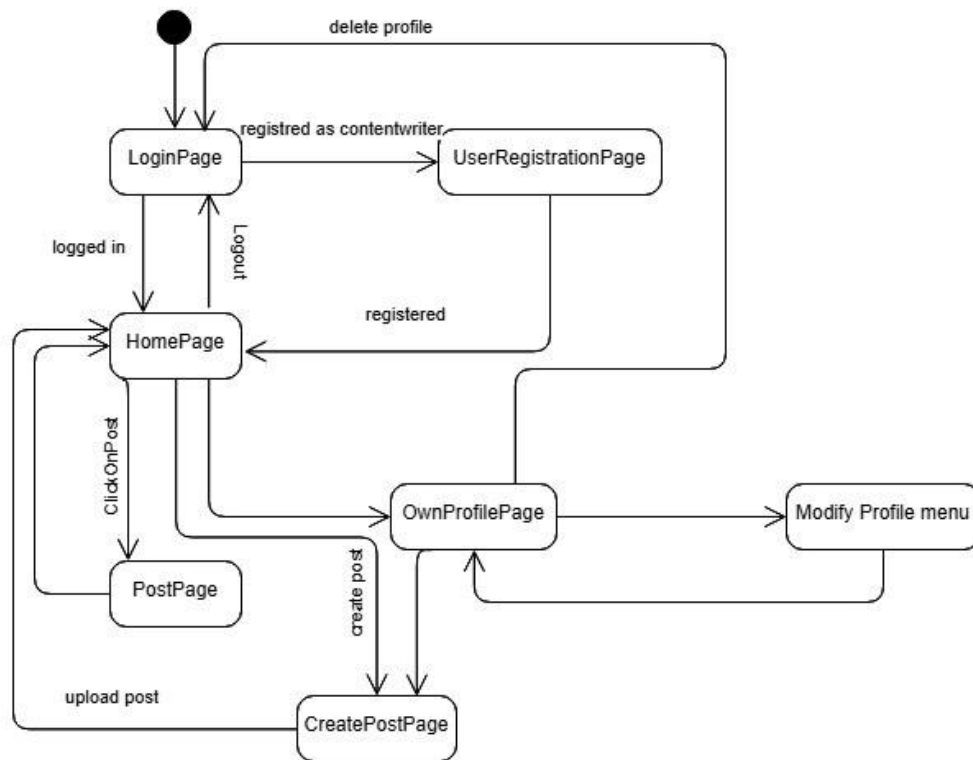 delete profile
registred as contentwriter
LoginPage
UserRegistrationPage
logged in
Logout
registered
HomePage
ClickOnPost
OwnProfilePage
Modify Profile menu
PostPage
create post
upload post
CreatePostPage